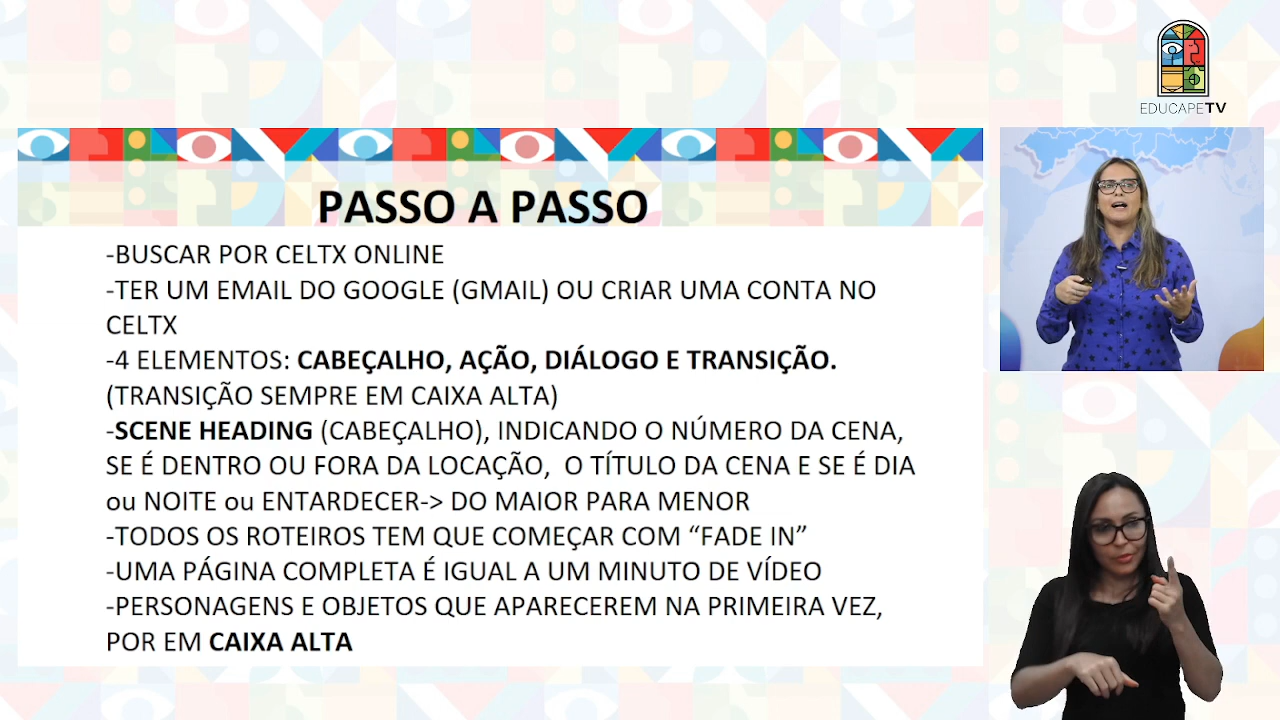 EDUCAPETV
PASSO A PASSO
-BUSCAR POR CELTX ONLINE
-TER UM EMAIL DO GOOGLE (GMAIL) OU CRIAR UMA CONTA NO
CELTX
-4 ELEMENTOS: CABEÇALHO, AÇÃO, DIÁLOGO E TRANSIÇÃO.
(TRANSIÇÃO SEMPRE EM CAIXA ALTA)
-SCENE HEADING (CABEÇALHO), INDICANDO O NÚMERO DA CENA,
SE É DENTRO OU FORA DA LOCAÇÃO,  O TÍTULO DA CENA E SE É DIA
ou NOITE ou ENTARDECER-> DO MAIOR PARA MENOR
-TODOS OS ROTEIROS TEM QUE COMEÇAR COM “FADE IN”
-UMA PÁGINA COMPLETA É IGUAL A UM MINUTO DE VÍDEO
-PERSONAGENS E OBJETOS QUE APARECEREM NA PRIMEIRA VEZ,
POR EM CAIXA ALTA